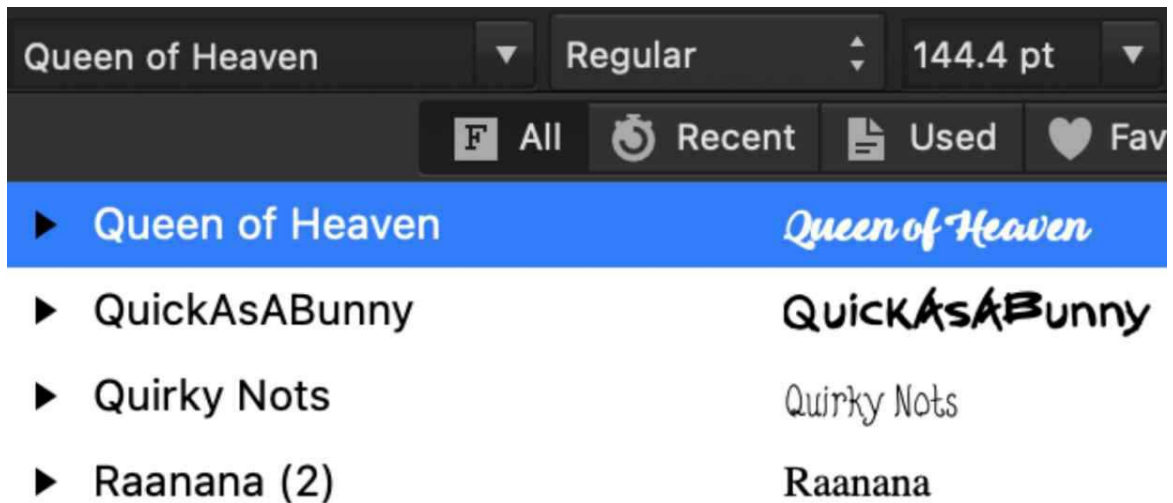 Queen of Heaven Regular 144.4 pt
F All Recent Used Fav
Queen of Heaven Queen of Heaven
QuickAsABunny QuickAsABunny
Quirky Nots Quirky Nots
Raanana (2) Raanana